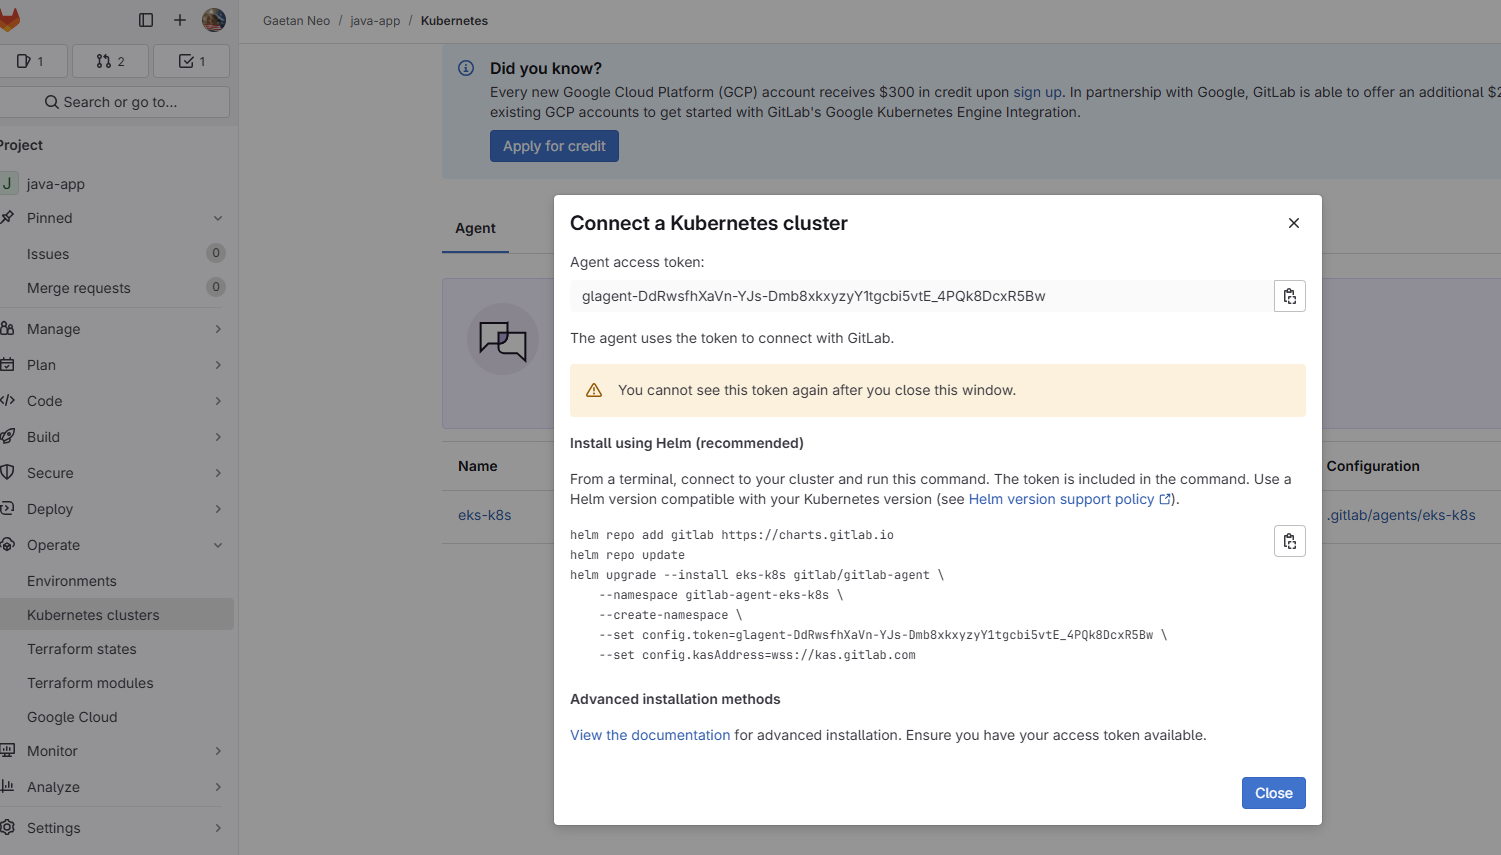 Gaetan Neo / java-app / Kubernetes
1
2
1
Search or go to...
Project
J java-app
Pinned
Issues 0
Merge requests 0
Manage
Plan
Code
Build
Secure
Deploy
Operate
Environments
Kubernetes clusters
Terraform states
Terraform modules
Google Cloud
Monitor
Analyze
Settings
Did you know?
Every new Google Cloud Platform (GCP) account receives $300 in credit upon sign up. In partnership with Google, GitLab is able to offer an additional $2
existing GCP accounts to get started with GitLab's Google Kubernetes Engine Integration.
Apply for credit
Agent
Name
Configuration
eks-k8s
.gitlab/agents/eks-k8s
Connect a Kubernetes cluster
Agent access token:
glagent-DdRwsfhXaVn-YJs-Dmb8xkxyzyY1tgcbi5vtE_4PQk8DcxR5Bw
The agent uses the token to connect with GitLab.
You cannot see this token again after you close this window.
Install using Helm (recommended)
From a terminal, connect to your cluster and run this command. The token is included in the command. Use a
Helm version compatible with your Kubernetes version (see Helm version support policy).
helm repo add gitlab https://charts.gitlab.io
helm repo update
helm upgrade --install eks-k8s gitlab/gitlab-agent \
--namespace gitlab-agent-eks-k8s \
--create-namespace \
--set config.token=glagent-DdRwsfhXaVn-YJs-Dmb8xkxyzyY1tgcbi5vtE_4PQk8DcxR5Bw \
--set config.kasAddress=wss://kas.gitlab.com
Advanced installation methods
View the documentation for advanced installation. Ensure you have your access token available.
Close